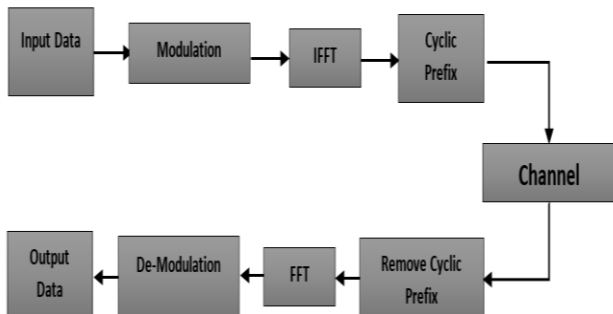 Input Data
Modulation
IFFT
Cyclic
Prefix
Channel
Output
Data
De-Modulation
FFT
Remove Cyclic
Prefix